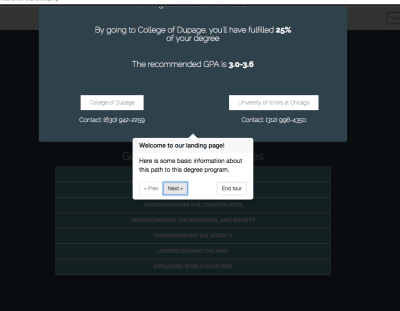 By going to College of Dupage, you'll have fulfilled 25%
of your degree
The recommended GPA is 3.0-3.6
College of Dupage
University of Illinois at Chicago
Contact: (630) 942-2259
Contact: (312) 996-4350
Welcome to our landing page!
Here is some basic information about
this path to this degree program.
« Prev
Next »
End tour
UNDERSTANDING THE CREATIVE ARTS
UNDERSTANDING THE INDIVIDUAL AND SOCIETY
UNDERSTANDING U.S. SOCIETY
UNDERSTANDING THE PAST
EXPLORING WORLD CULTURES